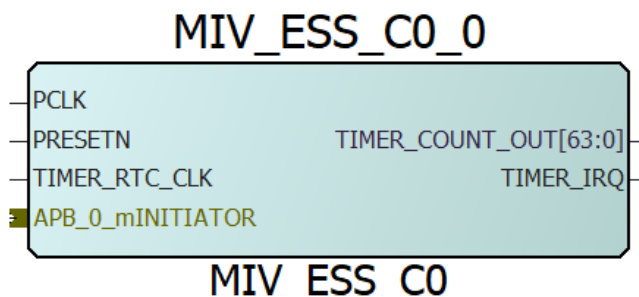 MIV_ESS_C0_0
PCLK
PRESETN
TIMER_COUNT_OUT[63:0]
TIMER_RTC_CLK
TIMER_IRQ
APB_0_mINITIATOR
MIV_ESS_C0